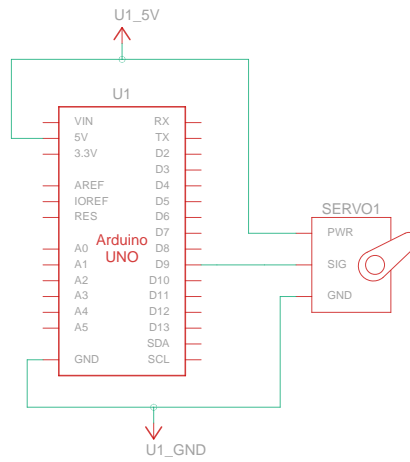 U1_5V
U1
VIN
5V
3.3V
AREF
IOREF
RES
A0
A1
A2
A3
A4
A5
GND
Arduino
UNO
RX
TX
D2
D3
D4
D5
D6
D7
D8
D9
D10
D11
D12
D13
SDA
SCL
SERVO1
PWR
SIG
GND
U1_GND